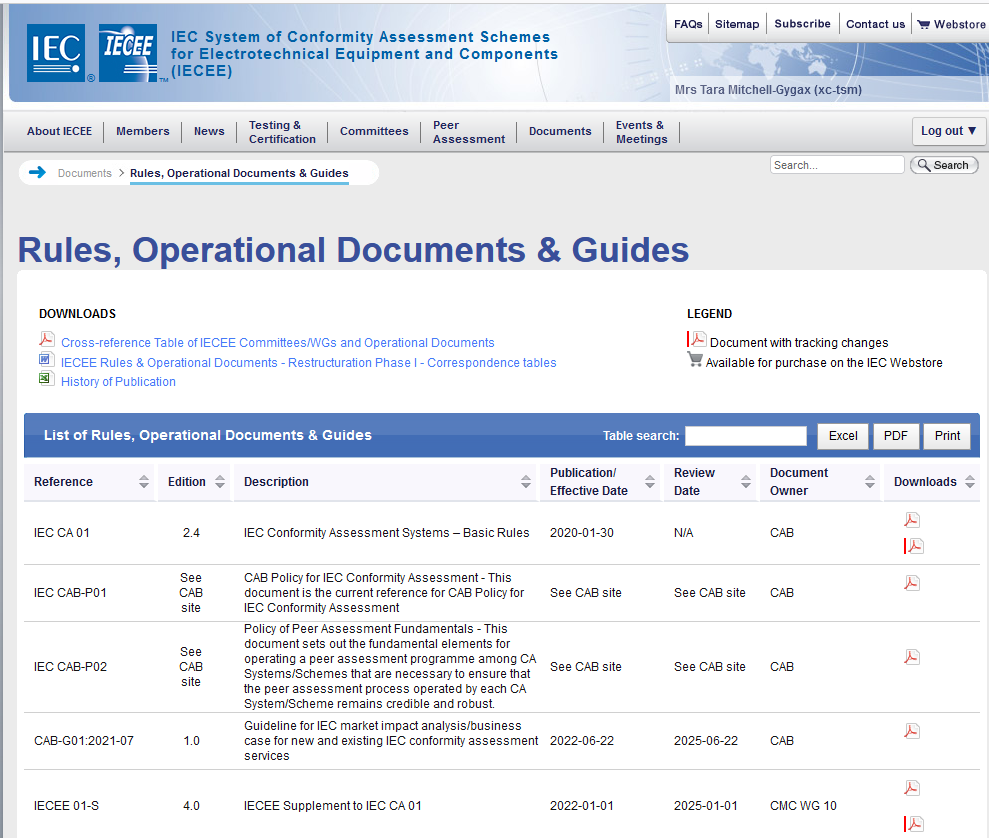 FAQs Sitemap Subscribe Contact us Webstore
IEC ® IECEE ™
IEC System of Conformity Assessment Schemes
for Electrotechnical Equipment and Components
(IECEE)
Mrs Tara Mitchell-Gygax (xc-tsm)
About IECEE Members News Testing & Certification Committees Peer Assessment Documents Events & Meetings Log out ▼
Documents > Rules, Operational Documents & Guides Search... Search
Rules, Operational Documents & Guides
DOWNLOADS
Cross-reference Table of IECEE Committees/WGs and Operational Documents
IECEE Rules & Operational Documents - Restructuration Phase I - Correspondence tables
History of Publication
LEGEND
Document with tracking changes
Available for purchase on the IEC Webstore
List of Rules, Operational Documents & Guides Table search: Excel PDF Print
Reference Edition Description Publication/ Effective Date Review Date Document Owner Downloads
IEC CA 01 2.4 IEC Conformity Assessment Systems – Basic Rules 2020-01-30 N/A CAB
IEC CAB-P01
See
CAB
site
CAB Policy for IEC Conformity Assessment - This
document is the current reference for CAB Policy for
IEC Conformity Assessment
See CAB site See CAB site CAB
IEC CAB-P02
See
CAB
site
Policy of Peer Assessment Fundamentals - This
document sets out the fundamental elements for
operating a peer assessment programme among CA
Systems/Schemes that are necessary to ensure that
the peer assessment process operated by each CA
System/Scheme remains credible and robust.
See CAB site See CAB site CAB
CAB-G01:2021-07 1.0
Guideline for IEC market impact analysis/business
case for new and existing IEC conformity assessment
services
2022-06-22 2025-06-22 CAB
IECEE 01-S 4.0 IECEE Supplement to IEC CA 01 2022-01-01 2025-01-01 CMC WG 10